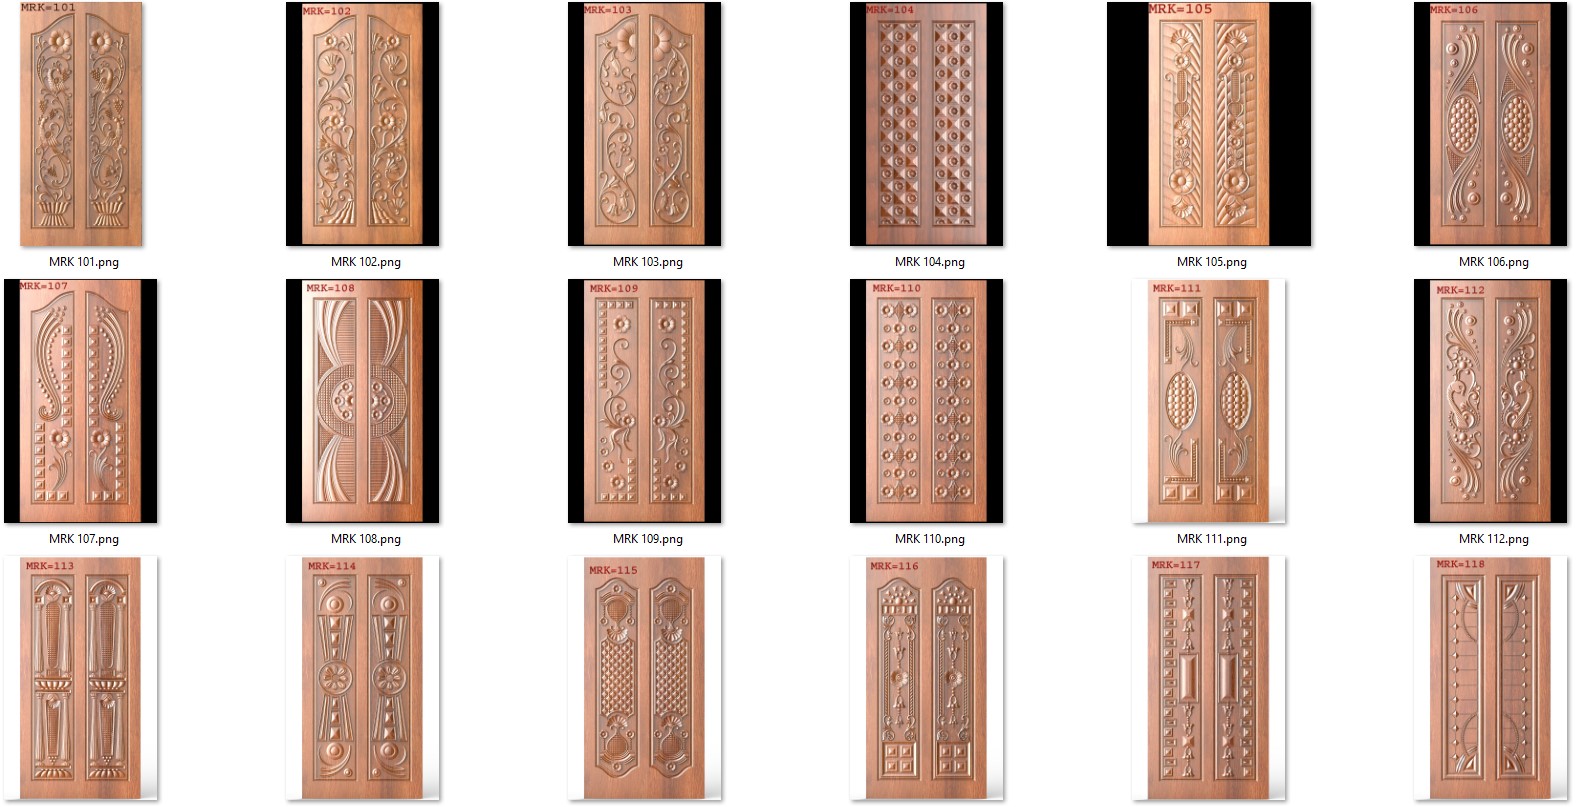 MRK=101
MRK=102
MRK=103
MRK=104
MRK=105
MRK=106
MRK 101.png
MRK 102.png
MRK 103.png
MRK 104.png
MRK 105.png
MRK 106.png
MRK=107
MRK=108
MRK=109
MRK=110
MRK=111
MRK=112
MRK 107.png
MRK 108.png
MRK 109.png
MRK 110.png
MRK 111.png
MRK 112.png
MRK=113
MRK=114
MRK=115
MRK=116
MRK=117
MRK=118